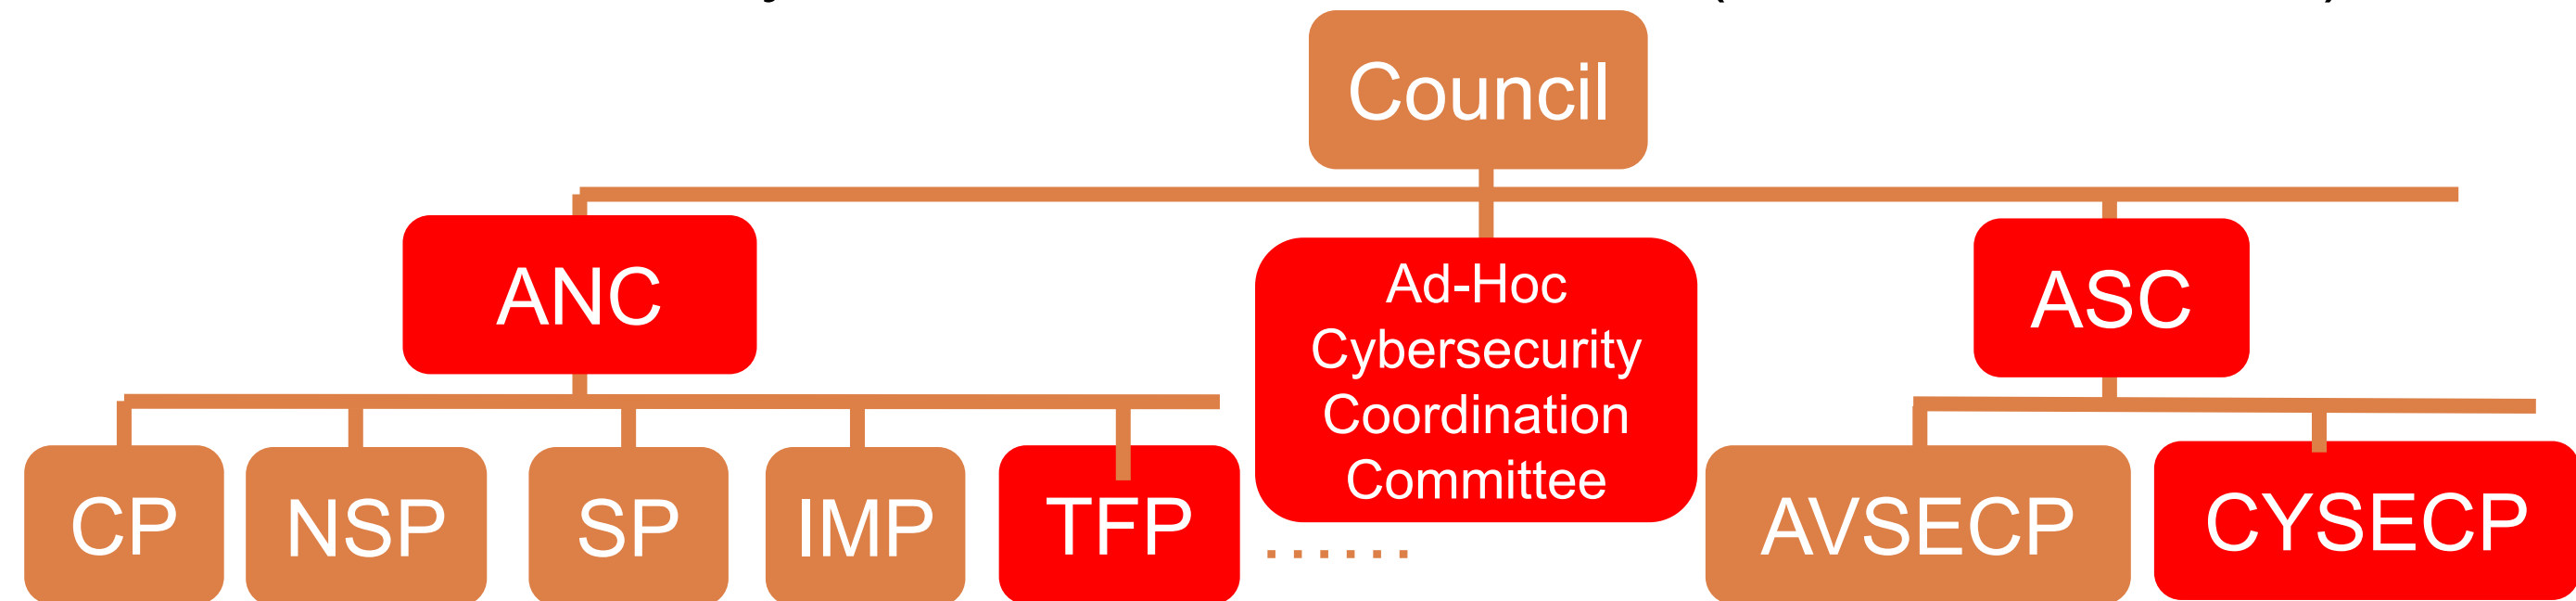 Council
ANC
Ad-Hoc
Cybersecurity
Coordination
Committee
ASC
CP
NSP
SP
IMP
TFP
......
AVSECP
CYSECP